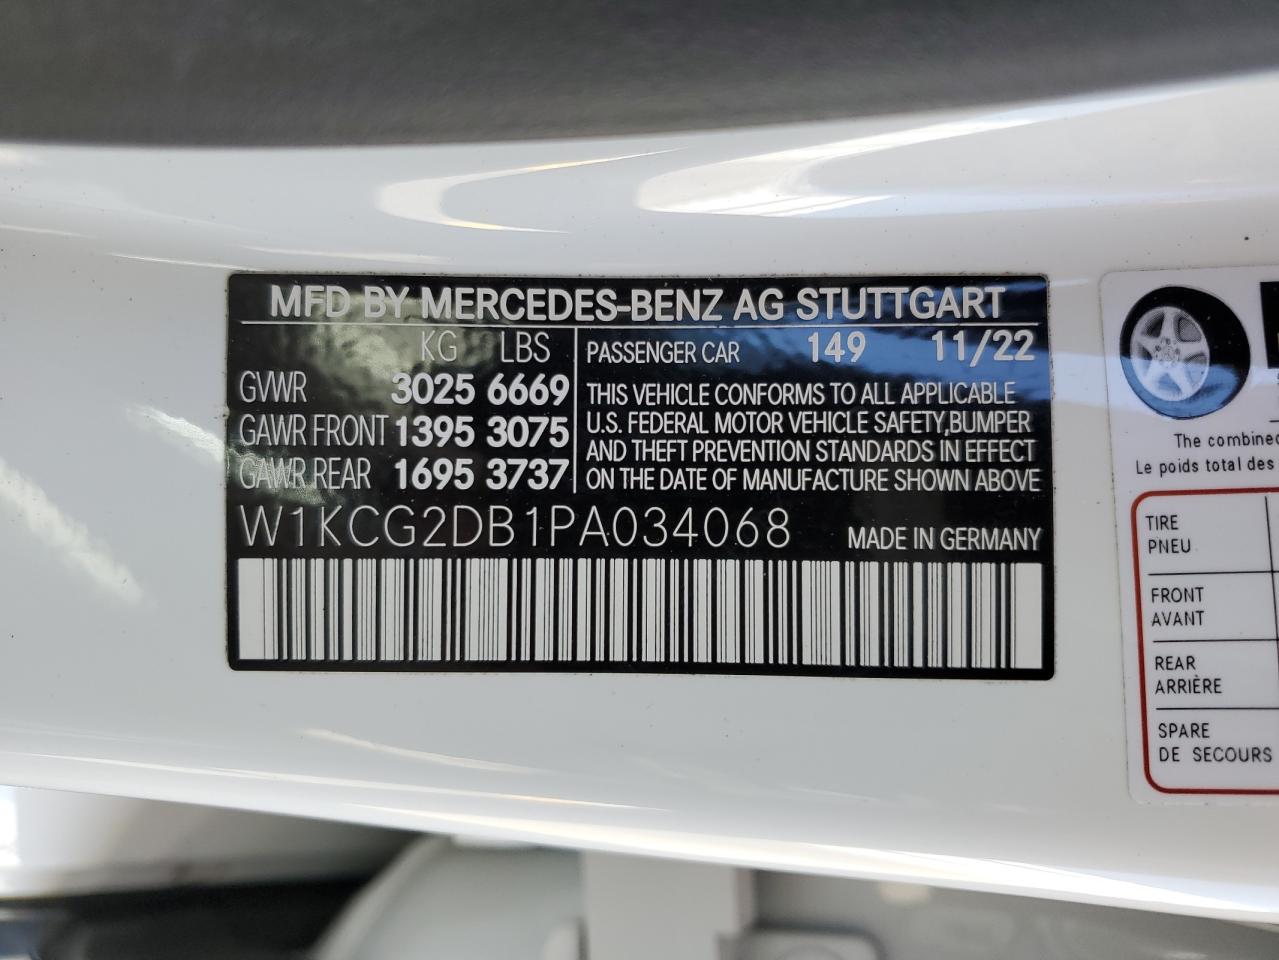 MFD BY MERCEDES-BENZ AG STUTTGART
KG LBS
GVWR 3025 6669
GAWR FRONT 1395 3075
GAWR REAR 1695 3737
PASSENGER CAR 149 11/22
THIS VEHICLE CONFORMS TO ALL APPLICABLE
U.S. FEDERAL MOTOR VEHICLE SAFETY,BUMPER
AND THEFT PREVENTION STANDARDS IN EFFECT
ON THE DATE OF MANUFACTURE SHOWN ABOVE
W1KCG2DB1PA034068 MADE IN GERMANY
The combined
Le poids total des
TIRE
PNEU
FRONT
AVANT
REAR
ARRIÈRE
SPARE
DE SECOURS